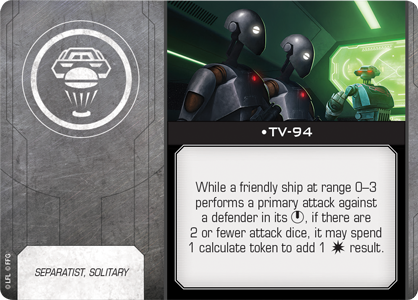 •TV-94
While a friendly ship at range 0–3
performs a primary attack against
a defender in its , if there are
2 or fewer attack dice, it may spend
1 calculate token to add 1 result.
SEPARATIST, SOLITARY
©LFL ©FFG